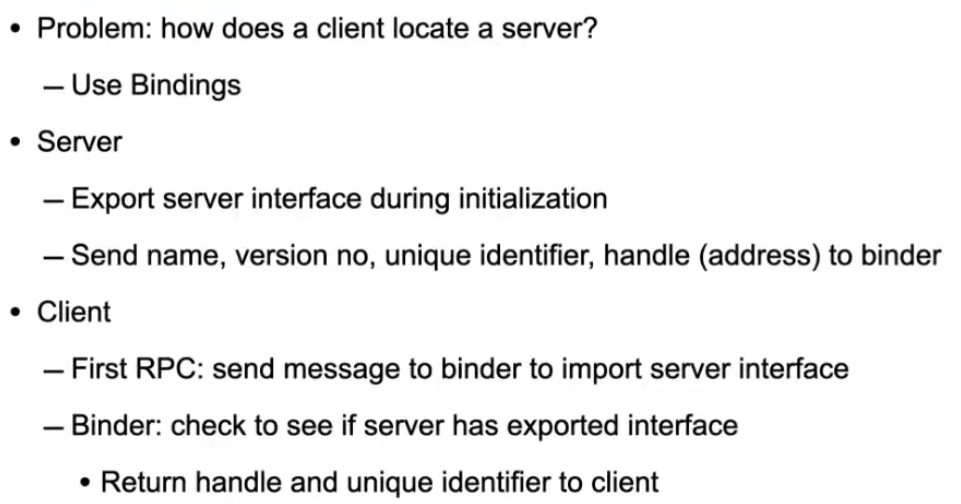 • Problem: how does a client locate a server?
– Use Bindings
• Server
– Export server interface during initialization
– Send name, version no, unique identifier, handle (address) to binder
• Client
– First RPC: send message to binder to import server interface
– Binder: check to see if server has exported interface
• Return handle and unique identifier to client